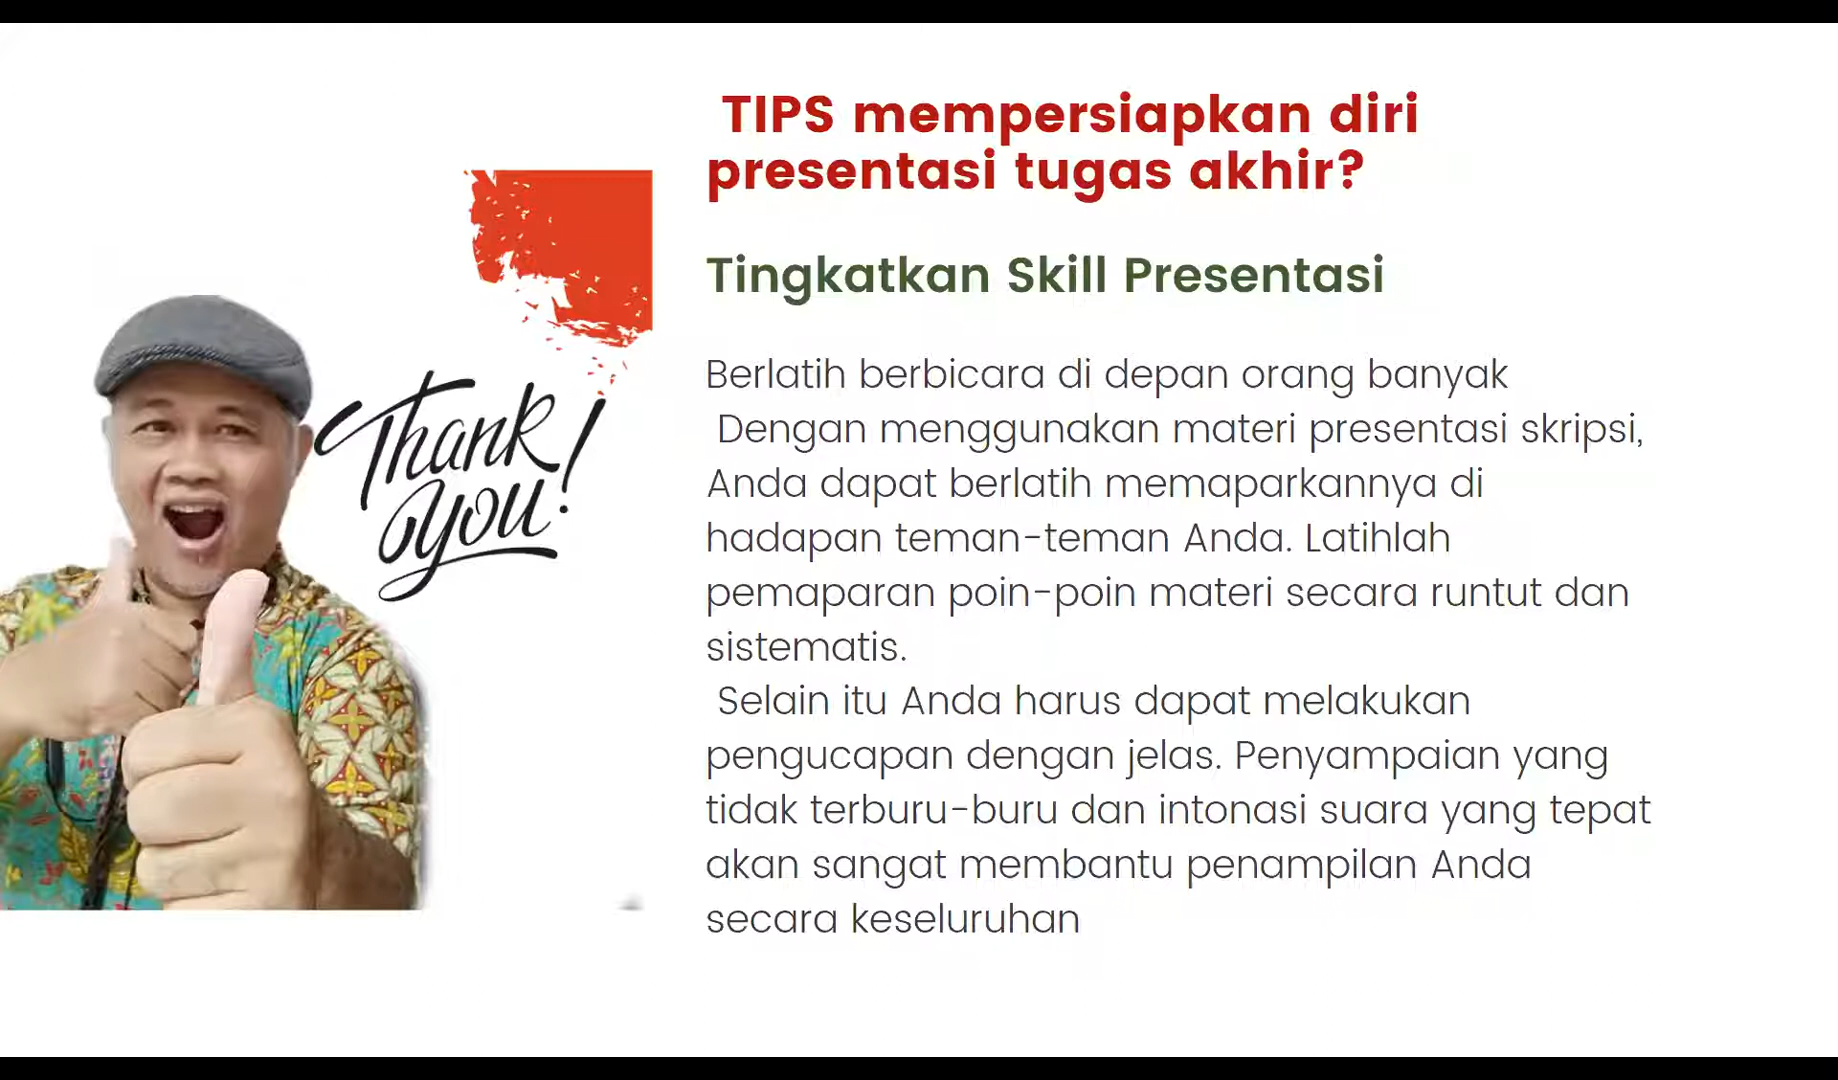 TIPS mempersiapkan diri
presentasi tugas akhir?
Tingkatkan Skill Presentasi
Thank
you!
Berlatih berbicara di depan orang banyak
Dengan menggunakan materi presentasi skripsi,
Anda dapat berlatih memaparkannya di
hadapan teman-teman Anda. Latihlah
pemaparan poin-poin materi secara runtut dan
sistematis.
Selain itu Anda harus dapat melakukan
pengucapan dengan jelas. Penyampaian yang
tidak terburu-buru dan intonasi suara yang tepat
akan sangat membantu penampilan Anda
secara keseluruhan